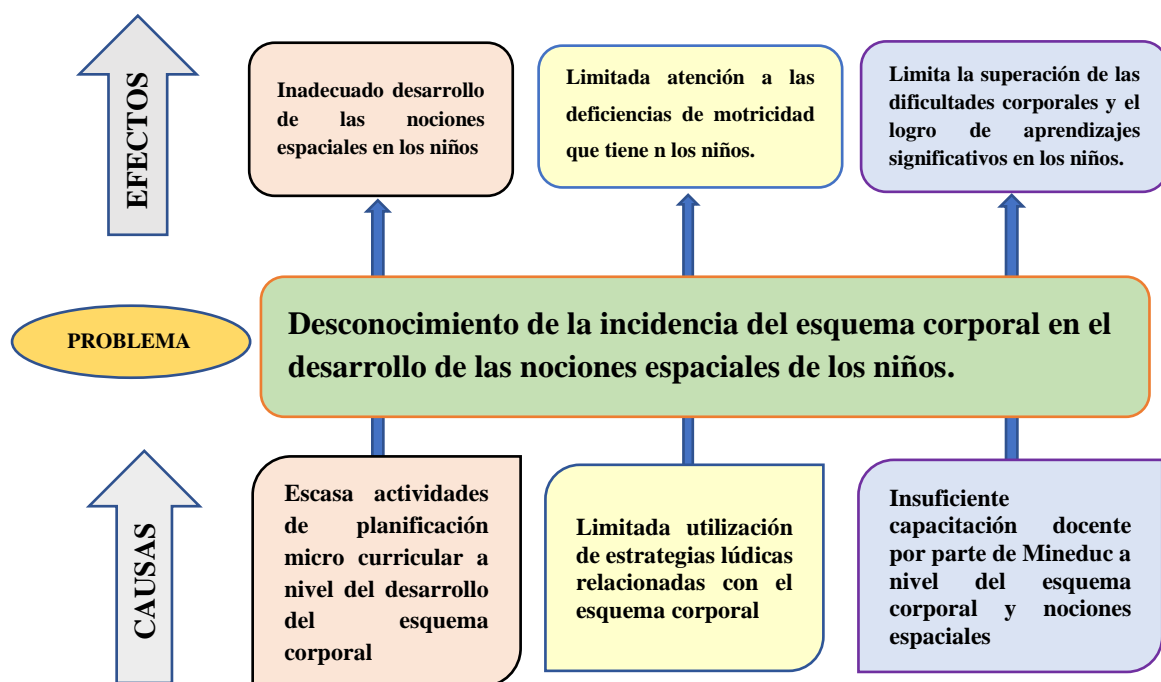 EFECTOS
Inadecuado desarrollo
de las nociones
espaciales en los niños
Limitada atención a las
deficiencias de motricidad
que tiene n los niños.
Limita la superación de las
dificultades corporales y el
logro de aprendizajes
significativos en los niños.
PROBLEMA
Desconocimiento de la incidencia del esquema corporal en el
desarrollo de las nociones espaciales de los niños.
CAUSAS
Escasa actividades
de planificación
micro curricular a
nivel del desarrollo
del esquema
corporal
Limitada utilización
de estrategias lúdicas
relacionadas con el
esquema corporal
Insuficiente
capacitación docente
por parte de Mineduc a
nivel del esquema
corporal y nociones
espaciales